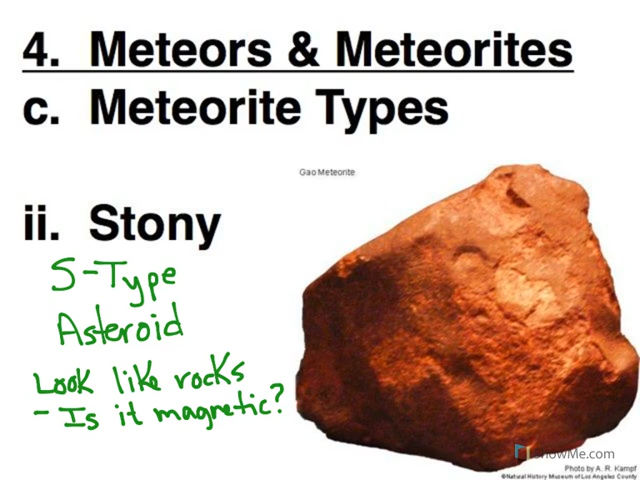 4. Meteors & Meteorites
c. Meteorite Types
Gao Meteorite
ii. Stony
S-Type
Asteroid
Look like rocks
- Is it magnetic?
ShowMe.com
Photo by A. R. Kampf
©Natural History Museum of Los Angeles County